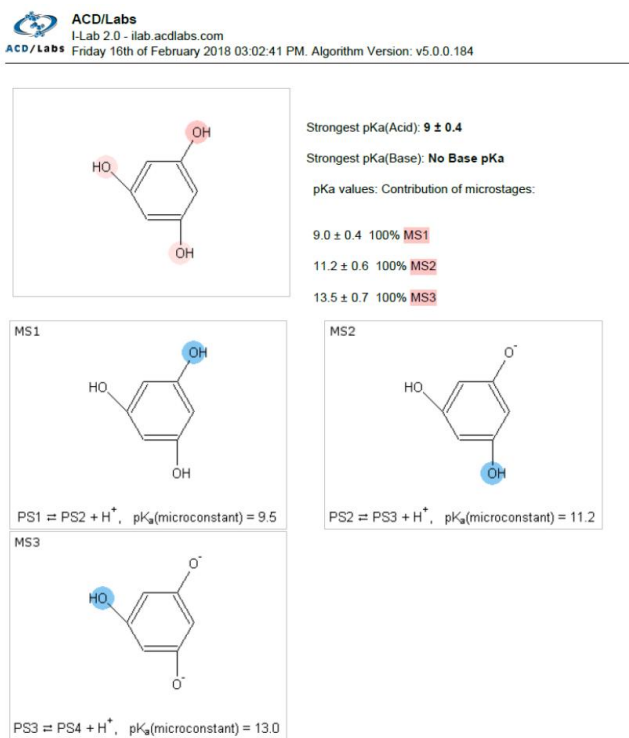 ACD/Labs
I-Lab 2.0 - ilab.acdlabs.com
ACD/Labs Friday 16th of February 2018 03:02:41 PM. Algorithm Version: v5.0.0.184
OH
HO
OH
Strongest pKa(Acid): 9 ± 0.4
Strongest pKa(Base): No Base pKa
pKa values: Contribution of microstages:
9.0 ± 0.4 100% MS1
11.2 ± 0.6 100% MS2
13.5 ± 0.7 100% MS3
MS1
OH
HO
OH
PS1 ⇌ PS2 + H⁺, pKₐ(microconstant) = 9.5
MS2
O⁻
HO
OH
PS2 ⇌ PS3 + H⁺, pKₐ(microconstant) = 11.2
MS3
O⁻
HO
O⁻
PS3 ⇌ PS4 + H⁺, pKₐ(microconstant) = 13.0